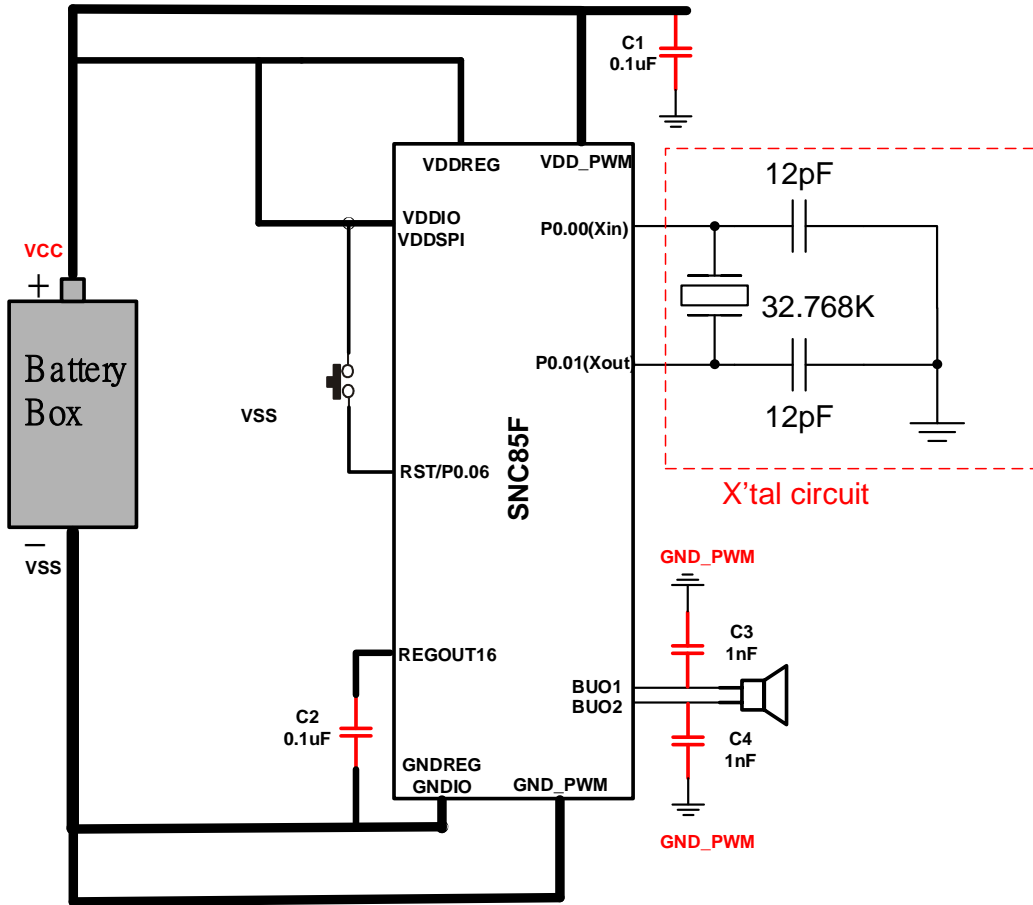 C1
0.1uF
VDDREG
VDD_PWM
12pF
VDDIO
VDDSPI
P0.00(Xin)
VCC
+
32.768K
Battery
Box
P0.01(Xout)
12pF
VSS
RST/P0.06
SNC85F
X'tal circuit
–
VSS
GND_PWM
C3
1nF
REGOUT16
BUO1
BUO2
C2
0.1uF
C4
1nF
GNDREG
GNDIO
GND_PWM
GND_PWM